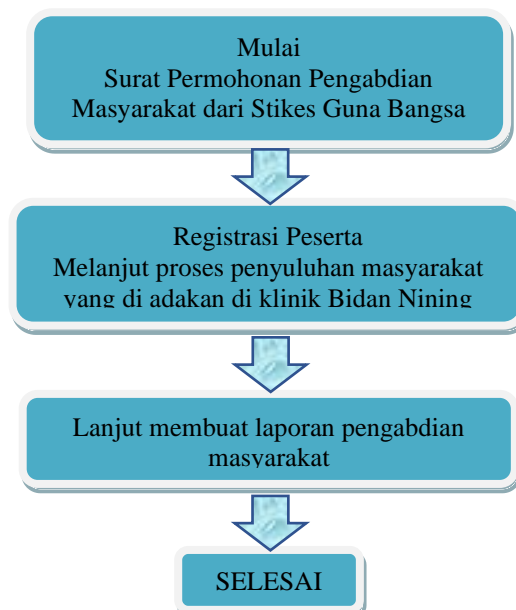 Mulai
Surat Permohonan Pengabdian
Masyarakat dari Stikes Guna Bangsa
Registrasi Peserta
Melanjut proses penyuluhan masyarakat
yang di adakan di klinik Bidan Nining
Lanjut membuat laporan pengabdian
masyarakat
SELESAI